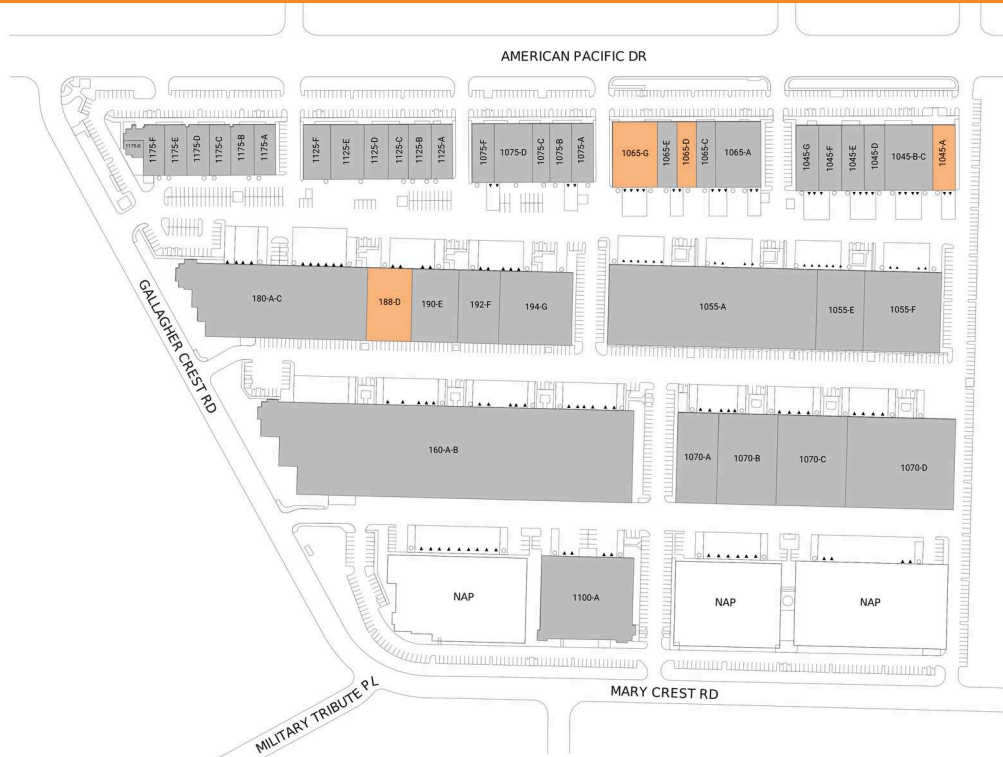 AMERICAN PACIFIC DR
1175-G
1175-F
1175-E
1175-D
1175-C
1175-B
1175-A
1125-F
1125-E
1125-D
1125-C
1125-B
1125-A
1075-F
1075-D
1075-C
1075-B
1075-A
1065-G
1065-E
1065-D
1065-C
1065-A
1045-G
1045-F
1045-E
1045-D
1045-B-C
1045-A
180-A-C
188-D
190-E
192-F
194-G
1055-A
1055-E
1055-F
GALLAGHER CREST RD
160-A-B
1070-A
1070-B
1070-C
1070-D
NAP
1100-A
NAP
NAP
MARY CREST RD
MILITARY TRIBUTE PL